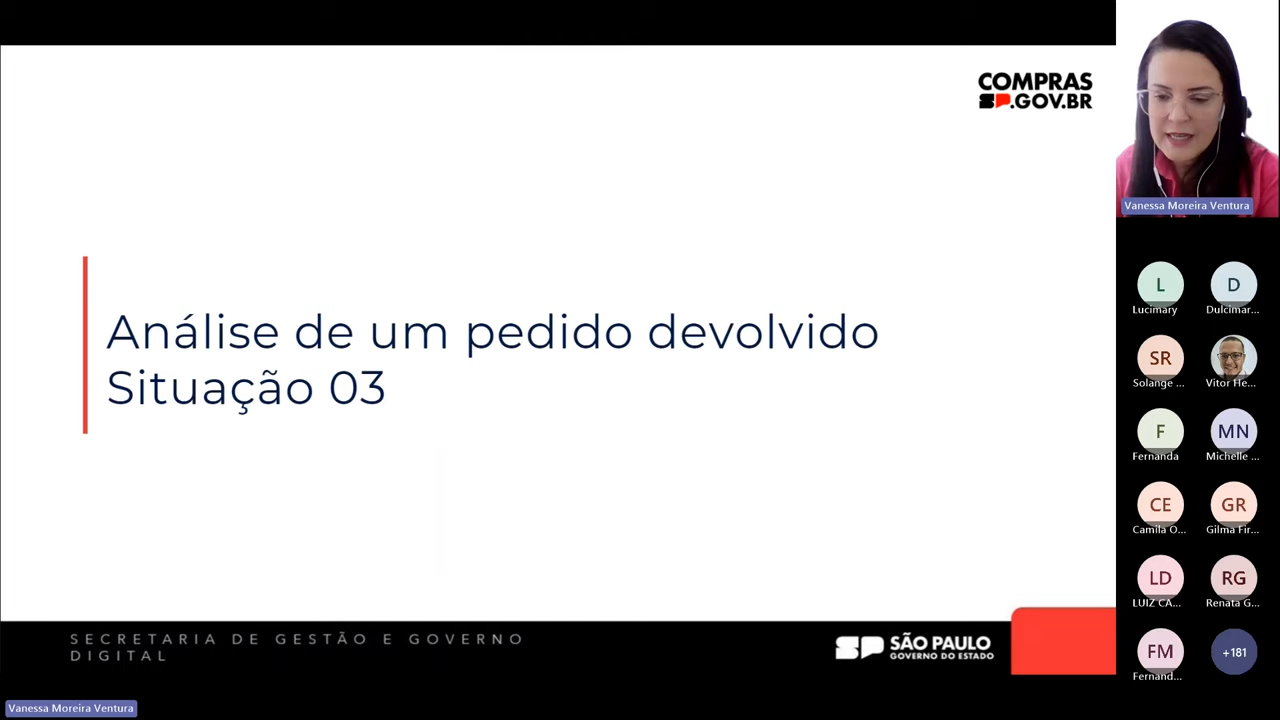 COMPRAS
SP.GOV.BR
Vanessa Moreira Ventura
Análise de um pedido devolvido
Situação 03
L
Lucimary
D
Dulcimar...
SR
Solange ...
Vitor He...
F
Fernanda
MN
Michelle ...
CE
Camila O...
GR
Gilma Fir...
LD
LUIZ CA...
RG
Renata G...
FM
Fernand...
+181
SECRETARIA DE GESTÃO E GOVERNO
DIGITAL
SP SÃO PAULO
GOVERNO DO ESTADO
Vanessa Moreira Ventura